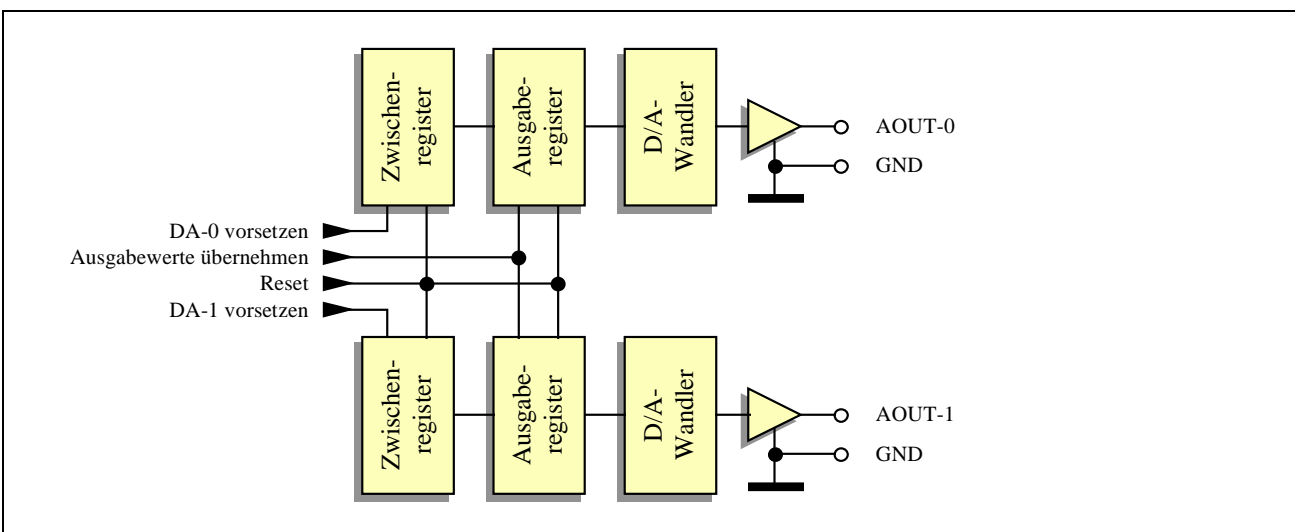 Zwischen-
register
Ausgabe-
register
D/A-
Wandler
AOUT-0
GND
DA-0 vorsetzen
Ausgabewerte übernehmen
Reset
DA-1 vorsetzen
Zwischen-
register
Ausgabe-
register
D/A-
Wandler
AOUT-1
GND